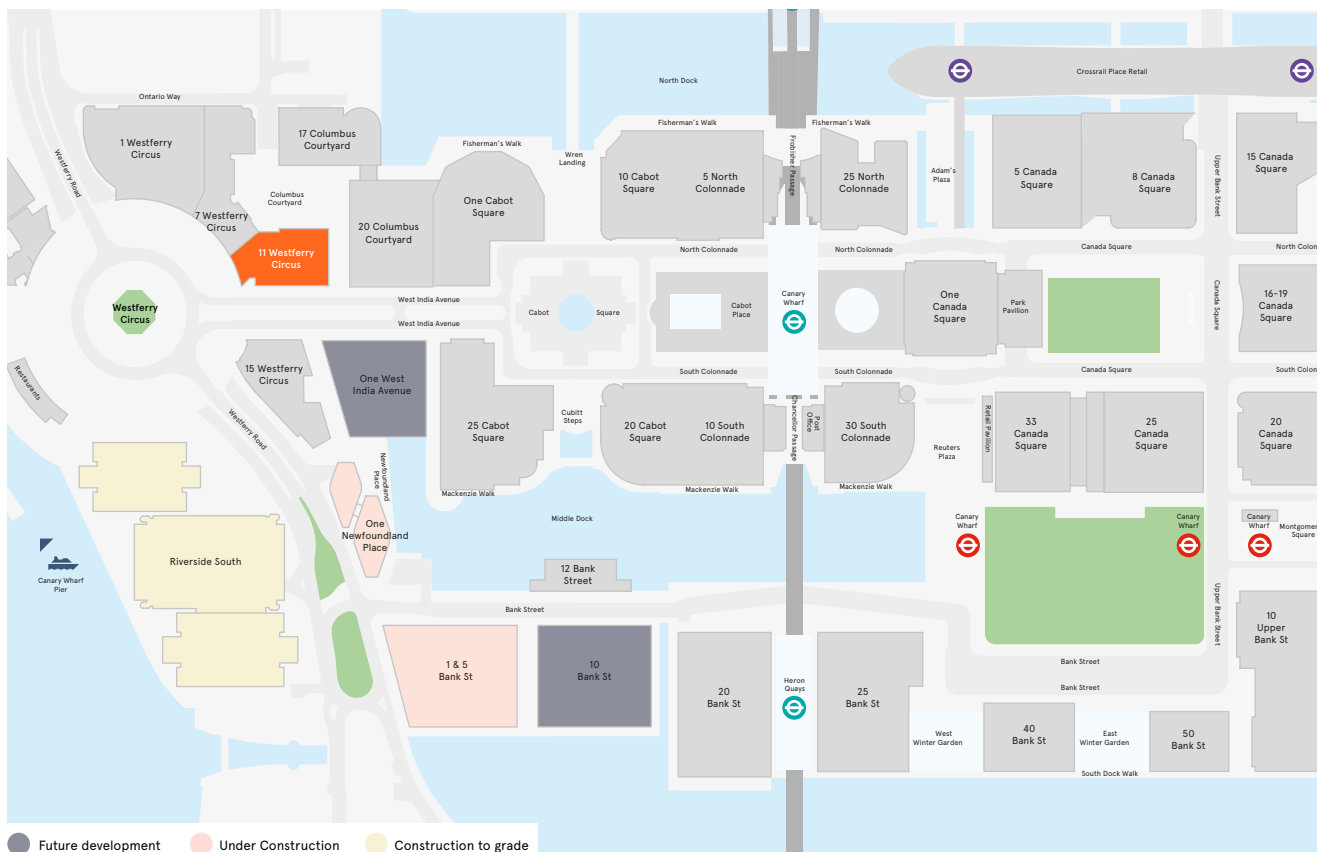 North Dock
Crossrail Place Retail
Ontario Way
Fisherman's Walk
Fisherman's Walk
Fisherman's Walk
17 Columbus
Courtyard
1 Westferry
Circus
Westferry Road
Wren
Landing
Frobisher Passage
10 Cabot
Square
5 North
Colonnade
25 North
Colonnade
Adam's
Plaza
5 Canada
Square
8 Canada
Square
Upper Bank Street
15 Canada
Square
Columbus
Courtyard
7 Westferry
Circus
One Cabot
Square
20 Columbus
Courtyard
11 Westferry
Circus
North Colonnade
North Colonnade
Canada Square
North Colon
West India Avenue
West India Avenue
Westferry
Circus
Cabot
Square
Cabot
Place
Canary
Wharf
One
Canada
Square
Park
Pavilion
Canada Square
16-19
Canada
Square
South Colonnade
South Colonnade
Canada Square
South Colo
Restaurants
15 Westferry
Circus
One West
India Avenue
Westferry Road
25 Cabot
Square
Cubitt
Steps
20 Cabot
Square
10 South
Colonnade
Chancellor Passage
Post
Office
30 South
Colonnade
Reuters
Plaza
Retail Pavilion
33
Canada
Square
25
Canada
Square
20
Canada
Square
Newfoundland
Place
Mackenzie Walk
Mackenzie Walk
Mackenzie Walk
Middle Dock
One
Newfoundland
Place
Canary
Wharf
Canary
Wharf
Canary
Wharf
Montgomer
Square
Riverside South
Canary Wharf
Pier
12 Bank
Street
Bank Street
Upper Bank Street
10
Upper
Bank St
Bank Street
Bank Street
1 & 5
Bank St
10
Bank St
20
Bank St
Heron
Quays
25
Bank St
West
Winter Garden
40
Bank St
East
Winter Garden
50
Bank St
South Dock Walk
Future development
Under Construction
Construction to grade